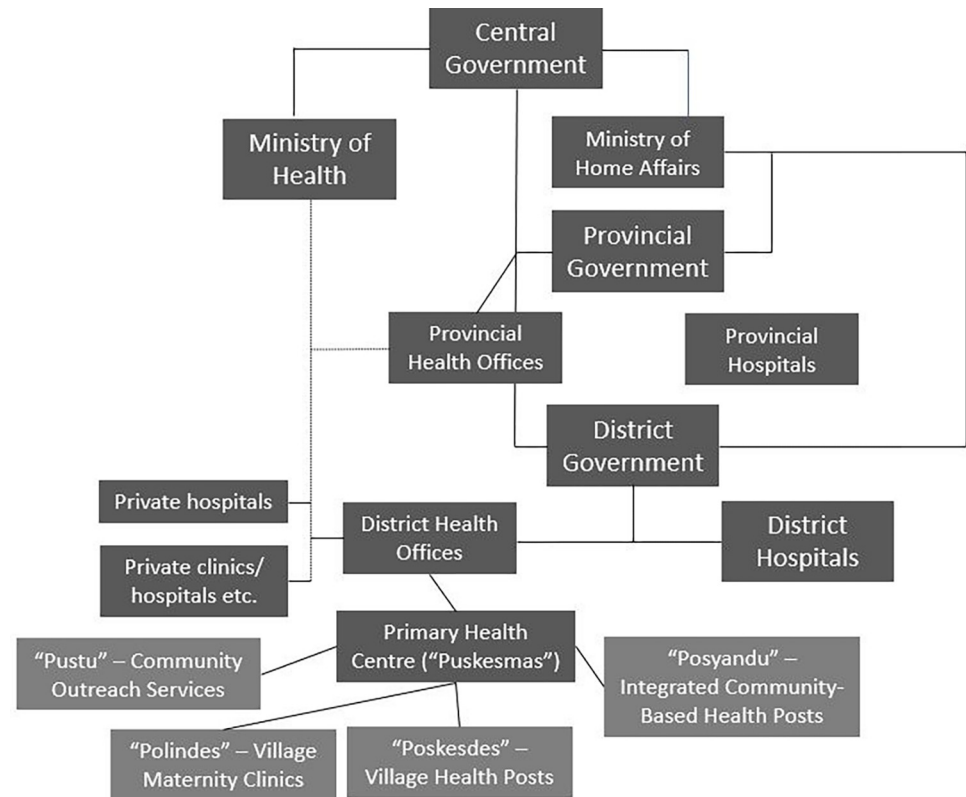 Central
Government
Ministry of
Health
Ministry of
Home Affairs
Provincial
Government
Provincial
Health Offices
Provincial
Hospitals
District
Government
Private hospitals
District Health
Offices
District
Hospitals
Private clinics/
hospitals etc.
Primary Health
Centre (“Puskesmas”)
“Pustu” – Community
Outreach Services
“Posyandu” –
Integrated Community-
Based Health Posts
“Polindes” – Village
Maternity Clinics
“Poskesdes” –
Village Health Posts